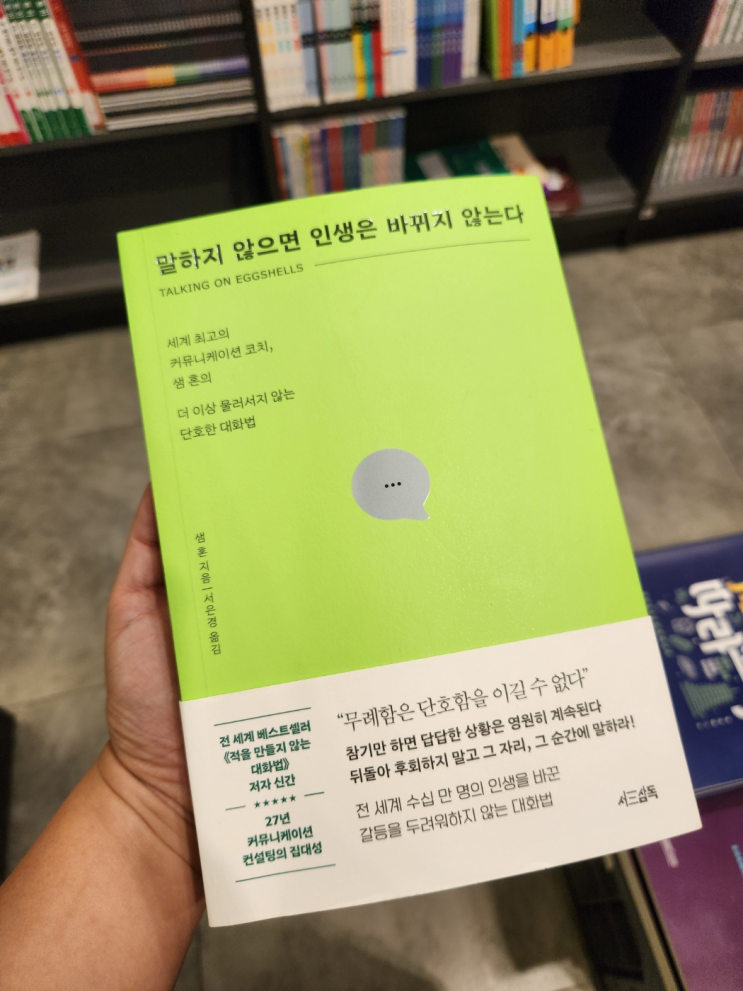 말하지 않으면 인생은 바뀌지 않는다
TALKING ON EGGSHELLS
세계 최고의
커뮤니케이션 코치,
샘 혼의
더 이상 물러서지 않는
단호한 대화법
...
샘 혼 지음 | 서은경 옮김
전 세계 베스트셀러
《적을 만들지 않는
대화법》
저자 신간
★★★★★
27년
커뮤니케이션
컨설팅의 집대성
“무례함은 단호함을 이길 수 없다”
참기만 하면 답답한 상황은 영원히 계속된다
뒤돌아 후회하지 말고 그 자리, 그 순간에 말하라!
전 세계 수십 만 명의 인생을 바꾼
갈등을 두려워하지 않는 대화법
서삼독